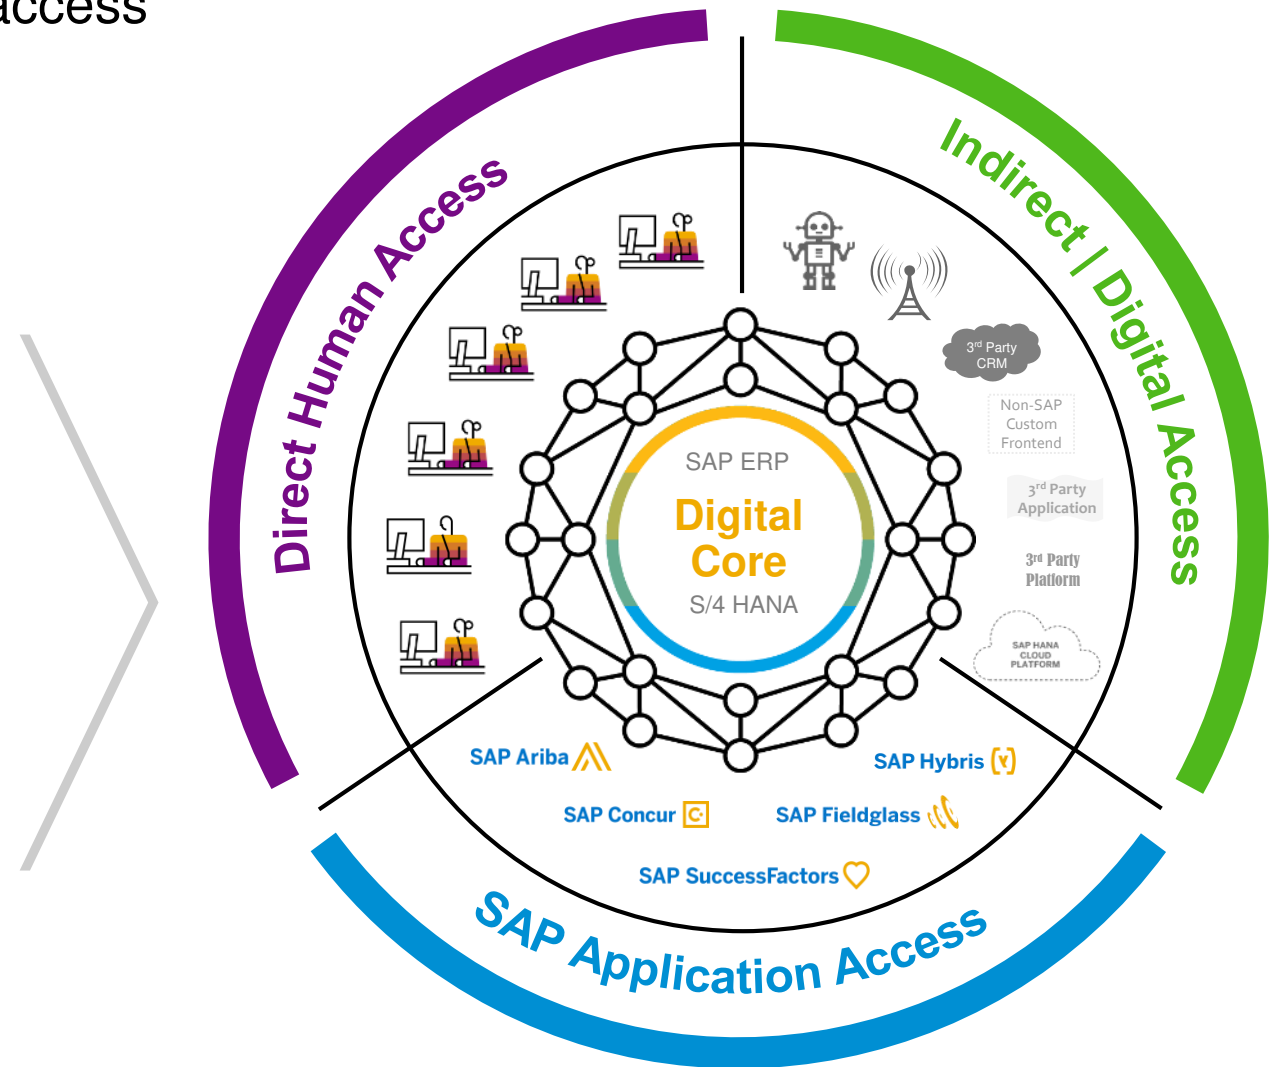 access
Direct Human Access
Indirect | Digital Access
3rd Party
CRM
Non-SAP
Custom
Frontend
3rd Party
Application
3rd Party
Platform
SAP HANA
CLOUD
PLATFORM
SAP ERP
Digital
Core
S/4 HANA
SAP Ariba
SAP Hybris
SAP Concur
SAP Fieldglass
SAP SuccessFactors
SAP Application Access